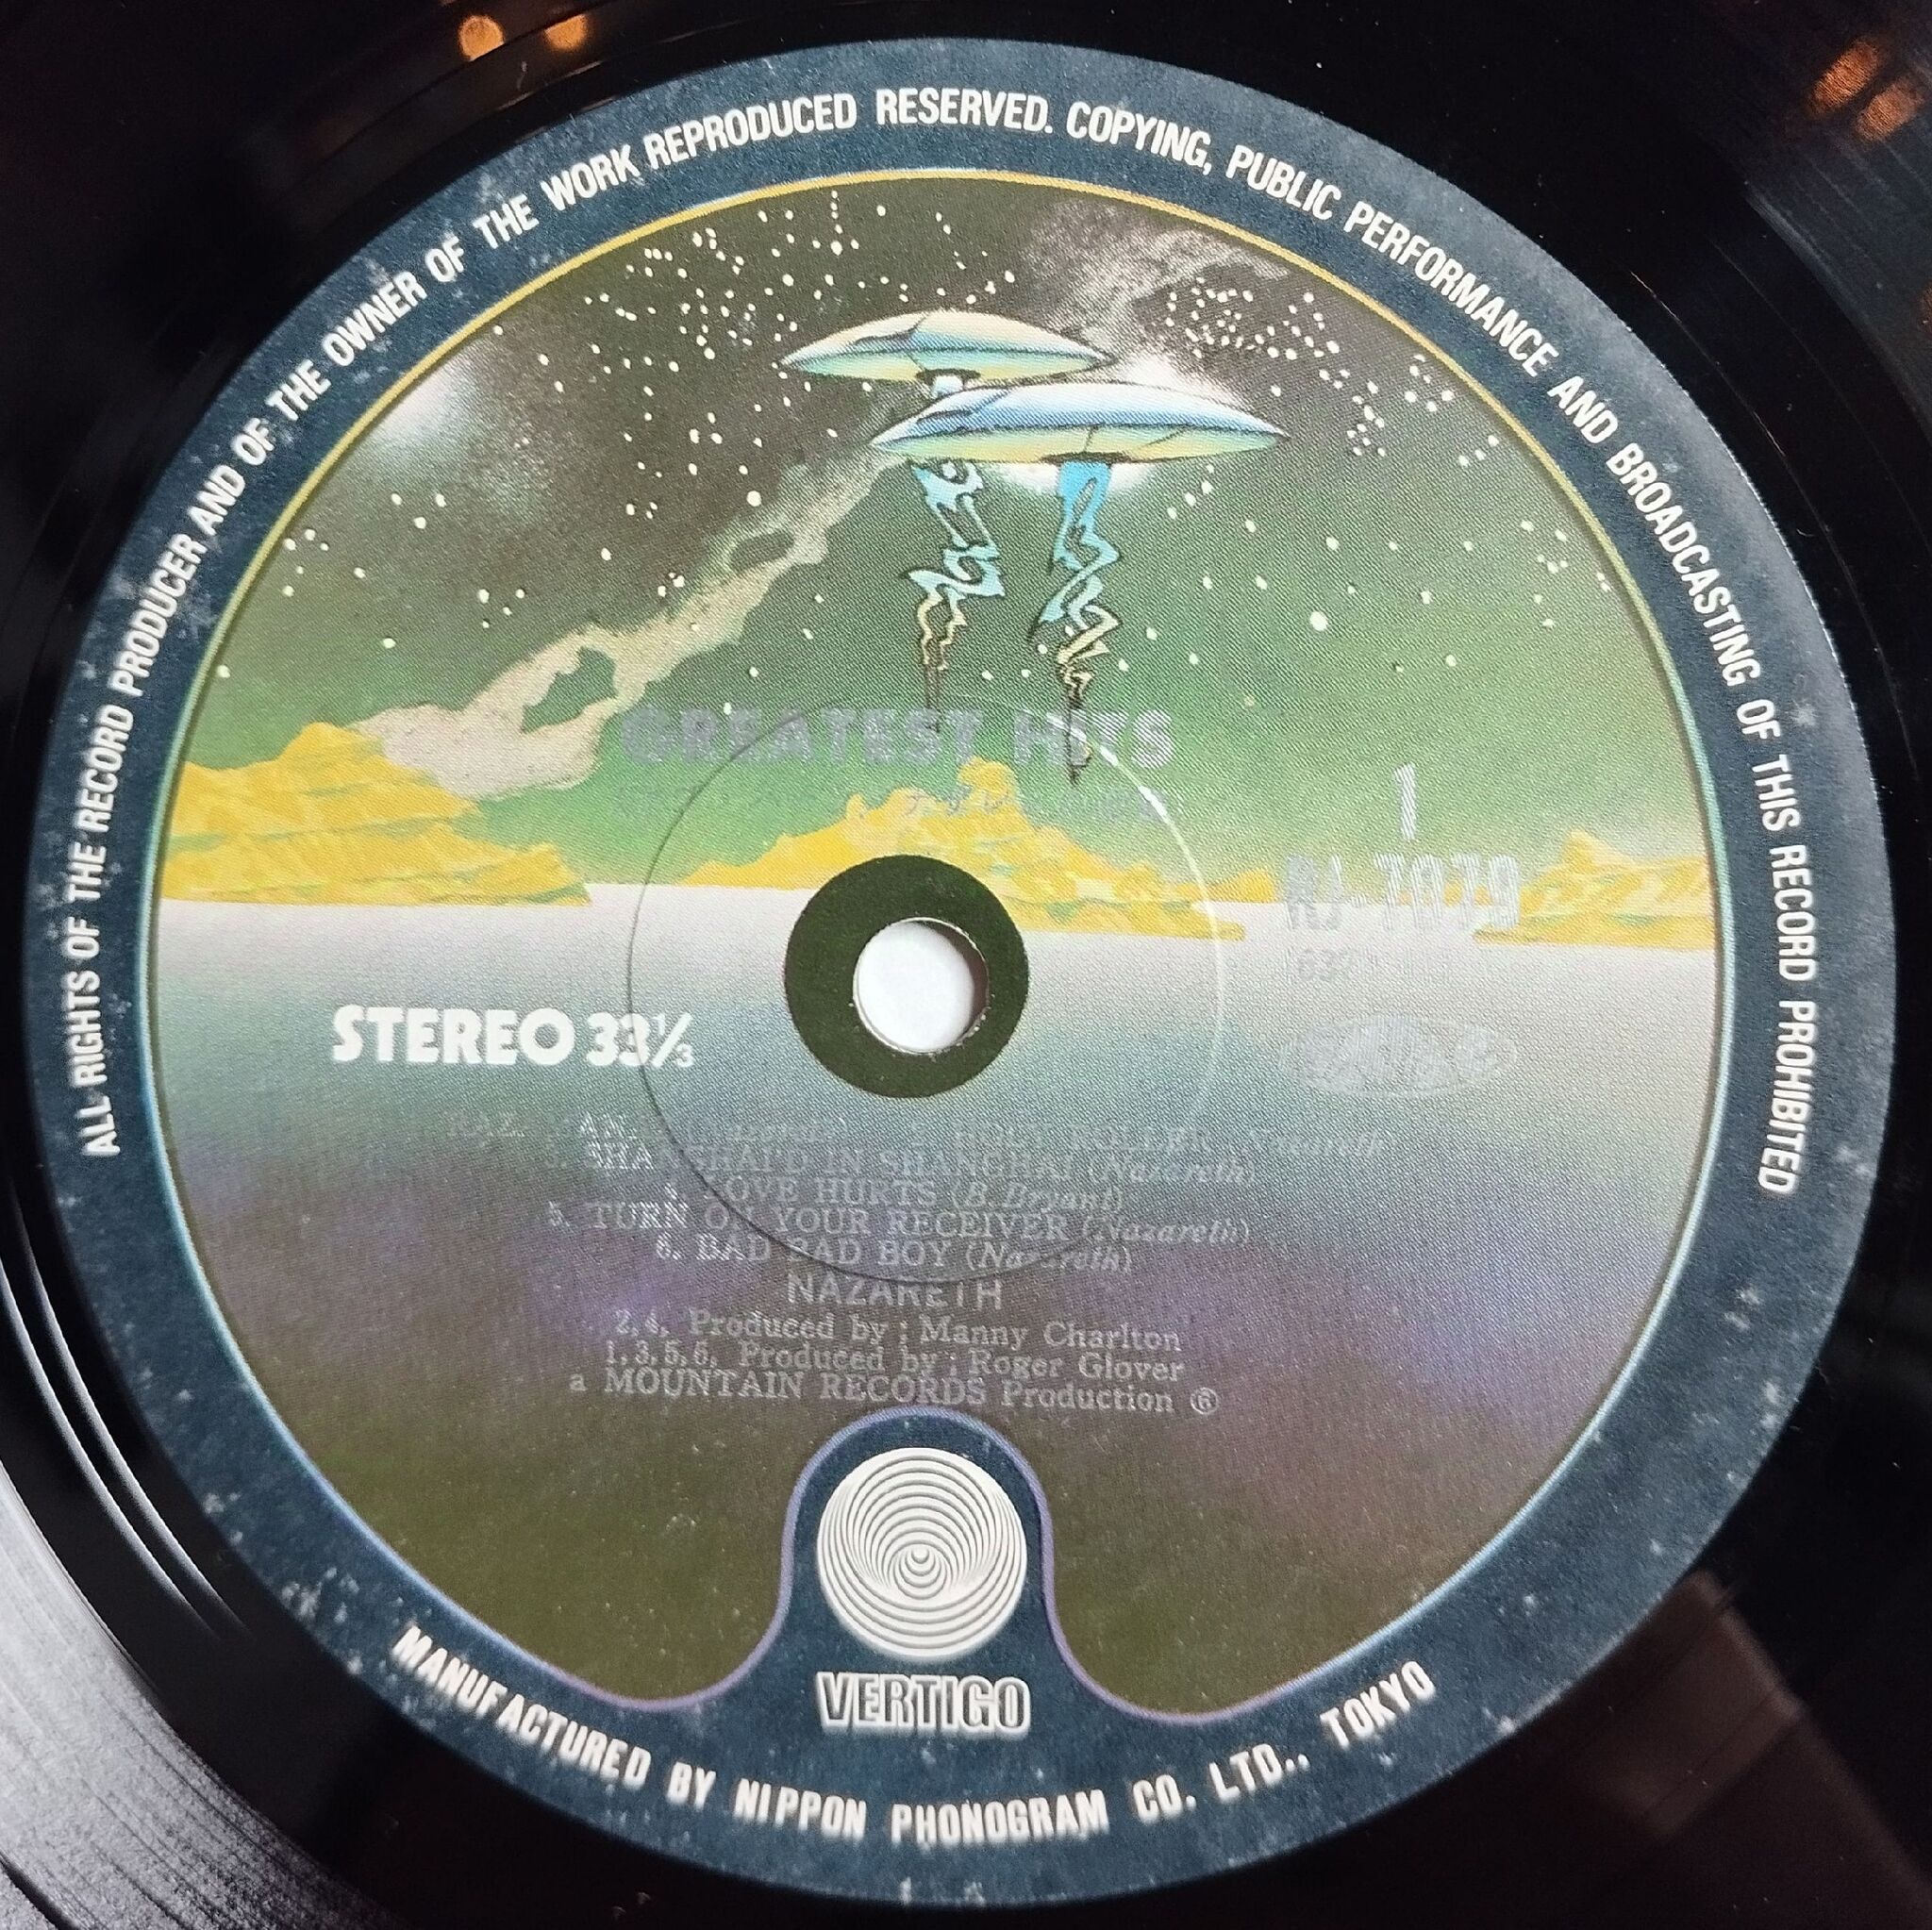 ALL RIGHTS OF THE RECORD PRODUCER AND OF THE OWNER OF THE WORK REPRODUCED RESERVED. COPYING, PUBLIC PERFORMANCE AND BROADCASTING OF THIS RECORD PROHIBITED
GREATEST HITS
1
RJ-7079
STEREO 33⅓
3. SHANGHAI'D IN SHANGHAI (Nazareth)
4. LOVE HURTS (B. Bryant)
5. TURN ON YOUR RECEIVER (Nazareth)
6. BAD BAD BOY (Nazareth)
NAZARETH
2, 4, Produced by ; Manny Charlton
1, 3, 5, 6, Produced by ; Roger Glover
a MOUNTAIN RECORDS Production ®
VERTIGO
MANUFACTURED BY NIPPON PHONOGRAM CO. LTD., TOKYO